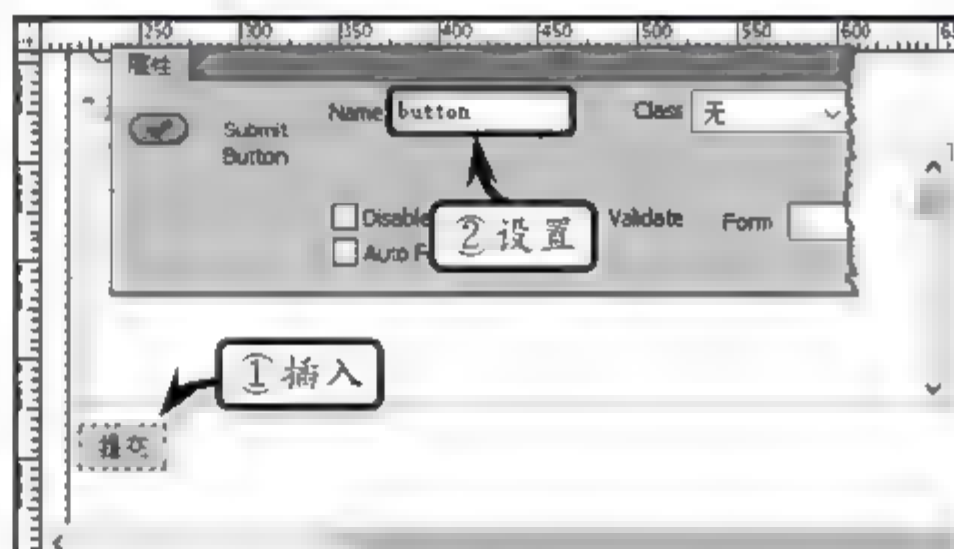 250 300 350 400 450 500 550 600
属性
Name button Class 无
Submit
Button
Disable Validate Form
②设置
Auto F
①插入
提交